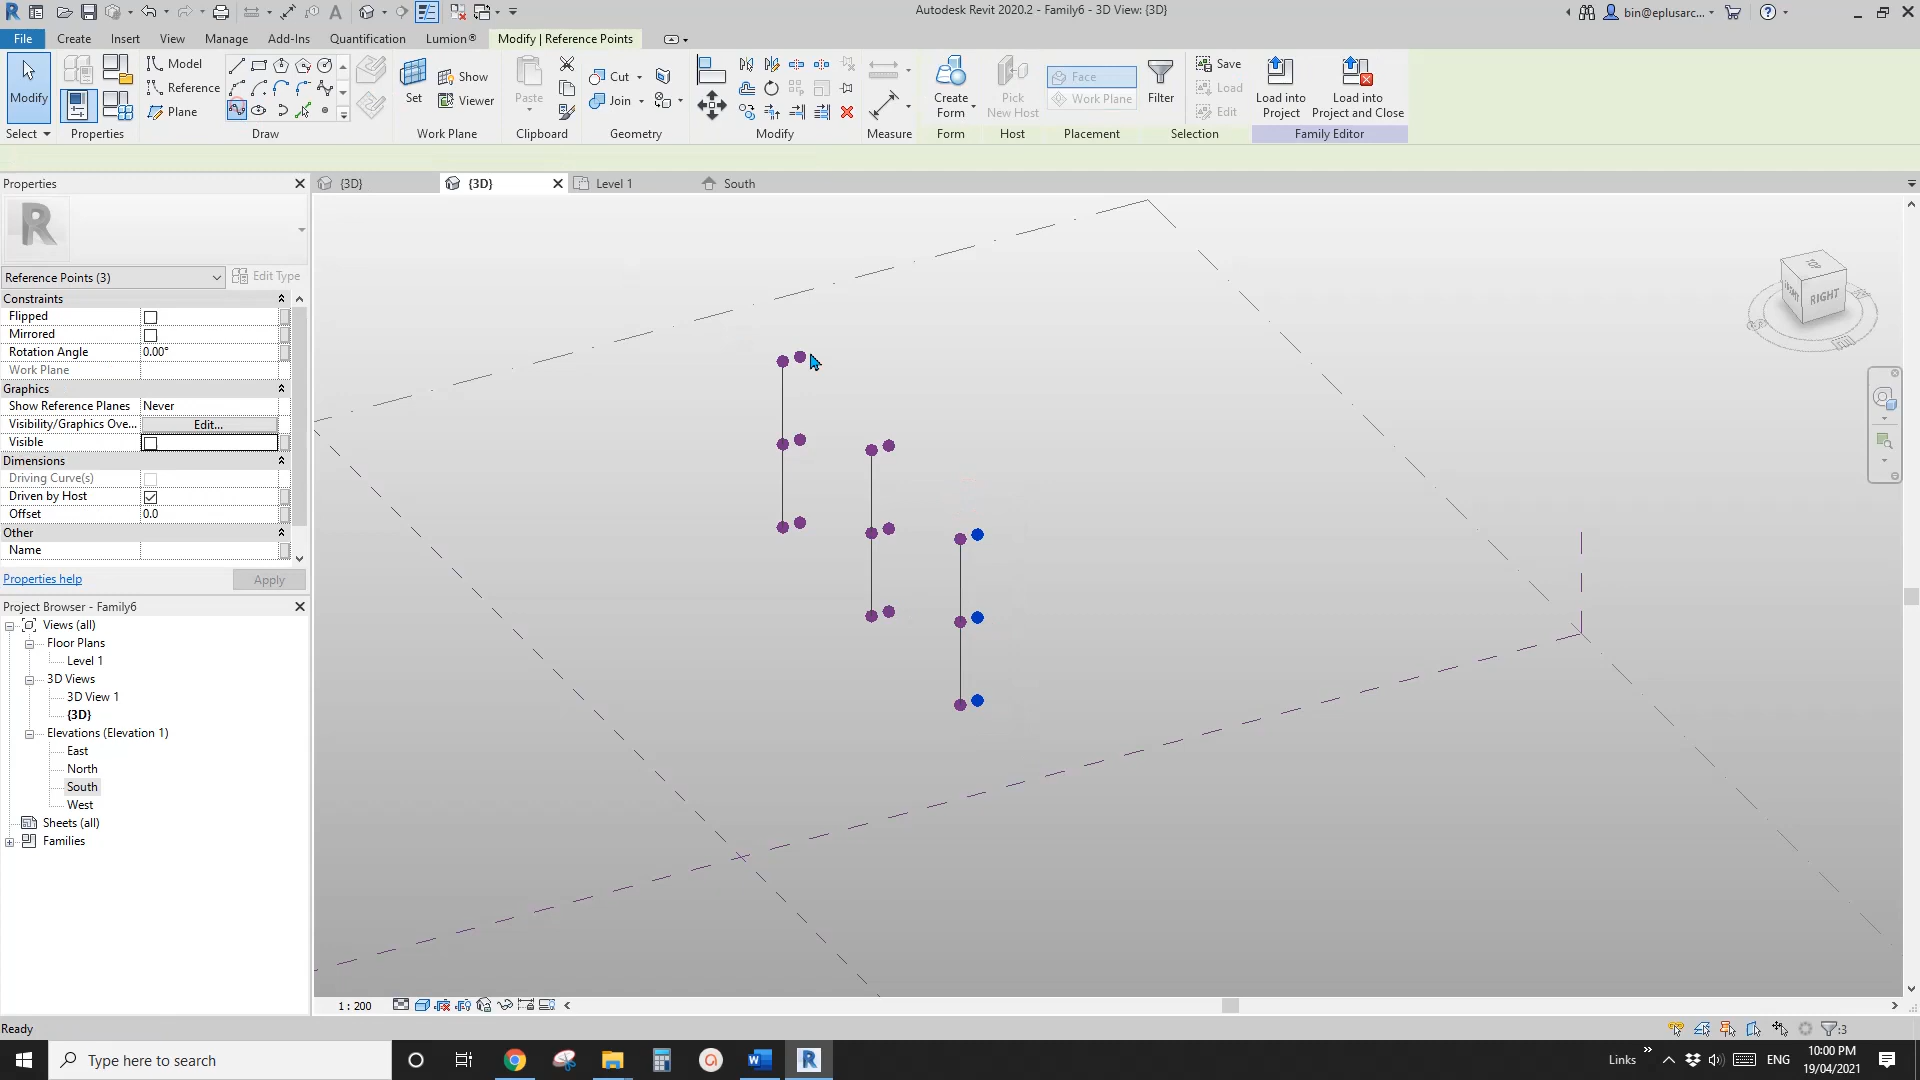 Autodesk Revit 2020.2 - Family6 - 3D View: {3D}
bin@eplusarc...
File
Create
Insert
View
Manage
Add-Ins
Quantification
Lumion®
Modify | Reference Points
Modify
Select
Properties
Model
Reference
Plane
Draw
Set
Show
Viewer
Work Plane
Paste
Clipboard
Cut
Join
Geometry
Modify
Measure
Create
Form
Form
Pick
New Host
Host
Face
Work Plane
Placement
Filter
Save
Load
Edit
Selection
Load into
Project
Load into
Project and Close
Family Editor
Properties
{3D}
{3D}
Level 1
South
R
Reference Points (3)
Edit Type
Constraints
Flipped
Mirrored
Rotation Angle 0.00°
Work Plane
Graphics
Show Reference Planes Never
Visibility/Graphics Ove... Edit...
Visible
Dimensions
Driving Curve(s)
Driven by Host
Offset 0.0
Other
Name
Properties help
Apply
Project Browser - Family6
Views (all)
Floor Plans
Level 1
3D Views
3D View 1
{3D}
Elevations (Elevation 1)
East
North
South
West
Sheets (all)
Families
TOP
FRONT
RIGHT
1 : 200
Ready
:3
Type here to search
Links
ENG
10:00 PM
19/04/2021